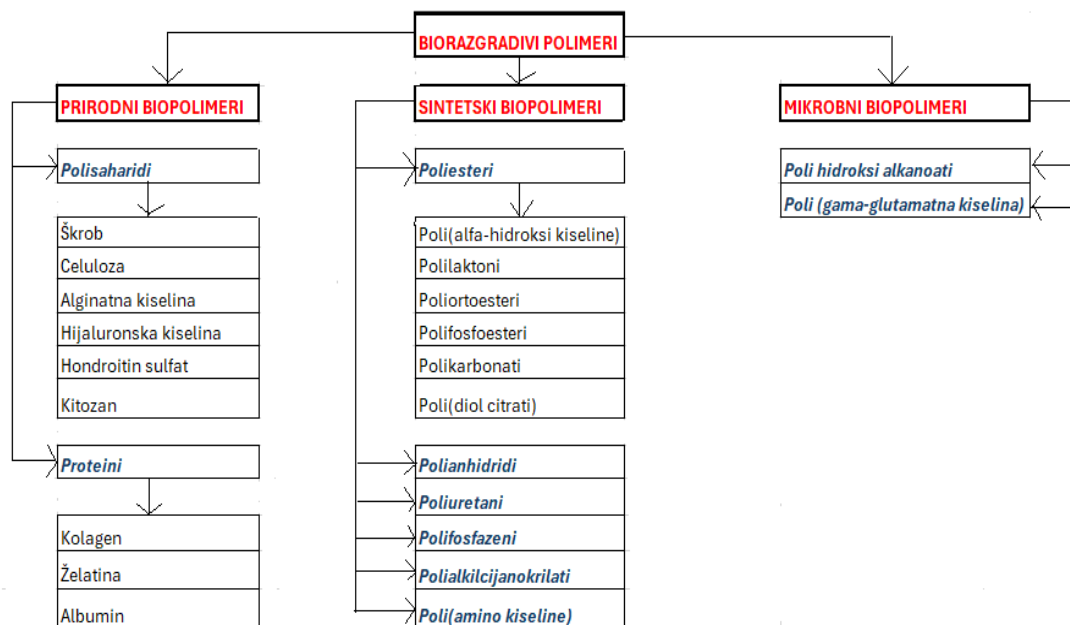 BIORAZGRADIVI POLIMERI
PRIRODNI BIOPOLIMERI
Polisaharidi
Škrob
Celuloza
Alginatna kiselina
Hijaluronska kiselina
Hondroitin sulfat
Kitozan
Proteini
Kolagen
Želatina
Albumin
SINTETSKI BIOPOLIMERI
Poliesteri
Poli(alfa-hidroksi kiseline)
Polilaktoni
Poliortoesteri
Polifosfoesteri
Polikarbonati
Poli(diol citrati)
Polianhidridi
Poliuretani
Polifosfazeni
Polialkilcijanokrilati
Poli(amino kiseline)
MIKROBNI BIOPOLIMERI
Poli hidroksi alkanoati
Poli (gama-glutamatna kiselina)